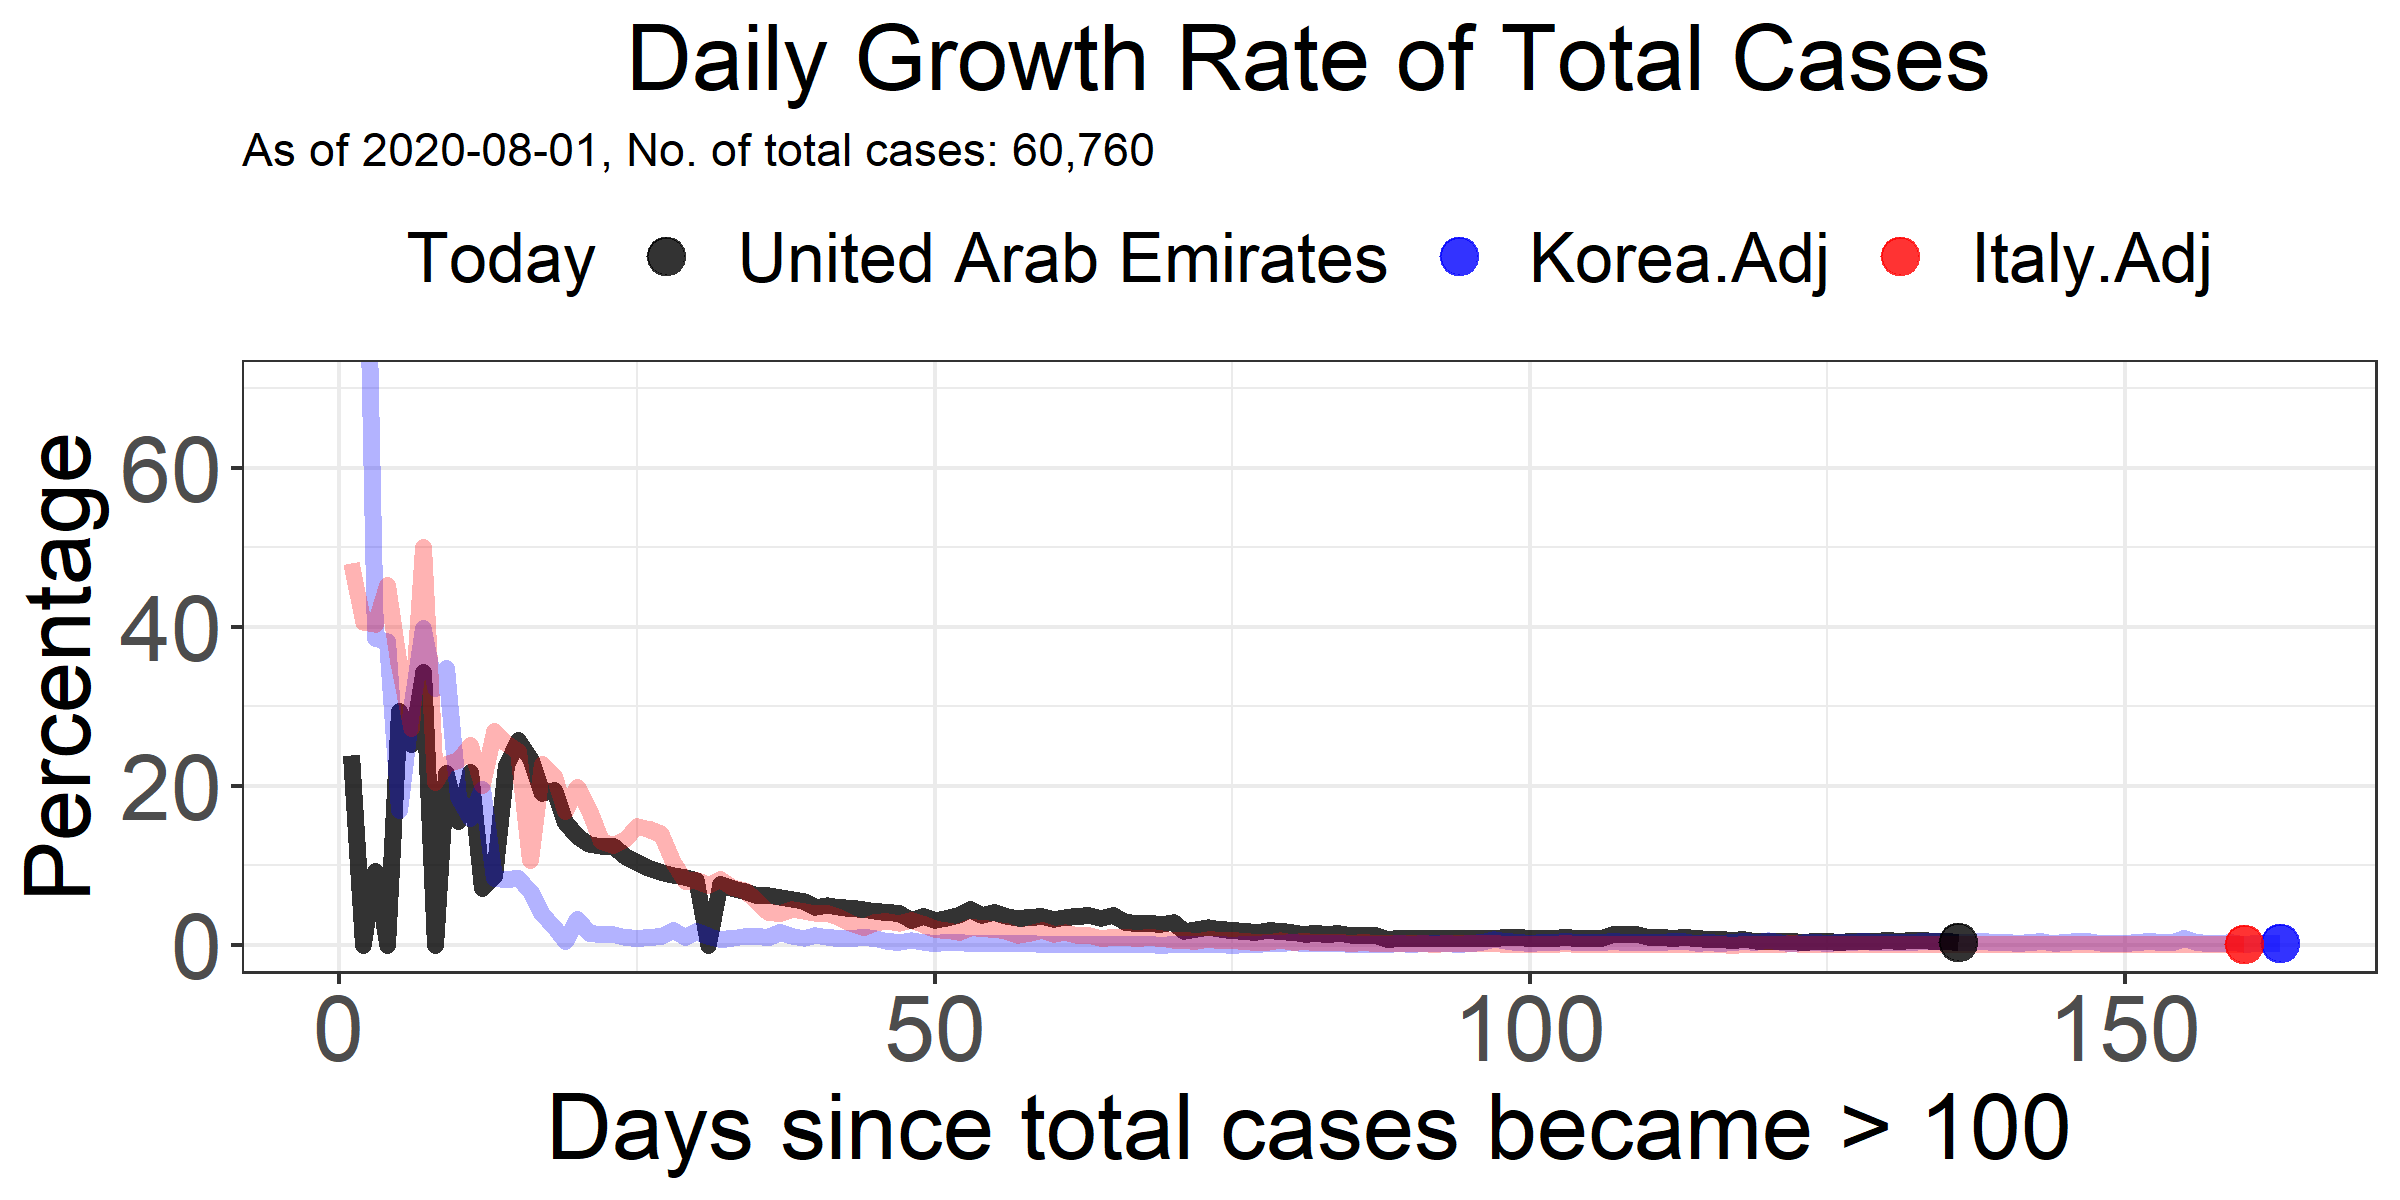 Daily Growth Rate of Total Cases
As of 2020-08-01, No. of total cases: 60,760
Today United Arab Emirates Korea.Adj Italy.Adj
Percentage
60
40
20
0
0 50 100 150
Days since total cases became > 100